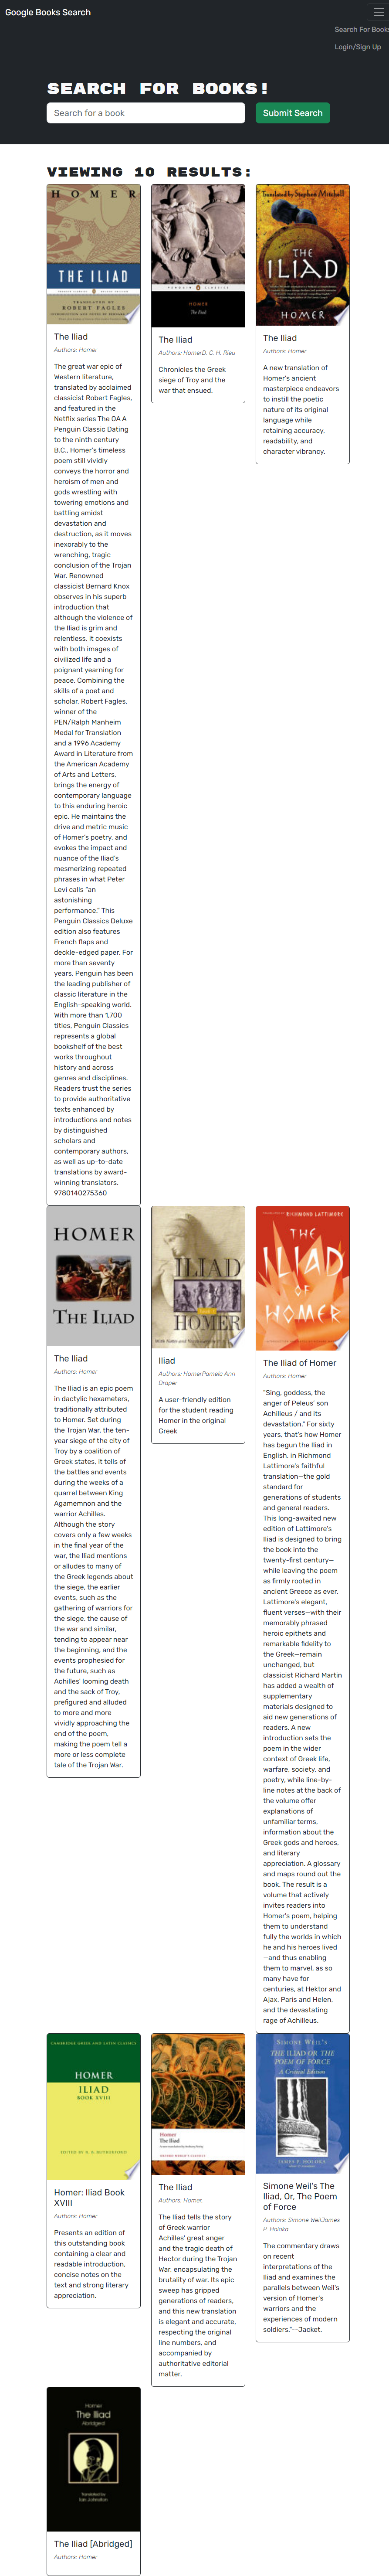 Google Books Search
Search For Books
Login/Sign Up
SEARCH FOR BOOKS!
Search for a book
Submit Search
VIEWING 10 RESULTS:
HOMER
THE ILIAD
PENGUIN CLASSICS
TRANSLATED BY
ROBERT FAGLES
The Iliad
Authors: Homer
The great war epic of
Western literature,
translated by acclaimed
classicist Robert Fagles,
and featured in the
Netflix series The OA A
Penguin Classic Dating
to the ninth century
B.C., Homer's timeless
poem still vividly
conveys the horror and
heroism of men and
gods wrestling with
towering emotions and
battling amidst
devastation and
destruction, as it moves
inexorably to the
wrenching, tragic
conclusion of the Trojan
War. Renowned
classicist Bernard Knox
observes in his superb
introduction that
although the violence of
the Iliad is grim and
relentless, it coexists
with both images of
civilized life and a
poignant yearning for
peace. Combining the
skills of a poet and
scholar, Robert Fagles,
winner of the
PEN/Ralph Manheim
Medal for Translation
and a 1996 Academy
Award in Literature from
the American Academy
of Arts and Letters,
brings the energy of
contemporary language
to this enduring heroic
epic. He maintains the
drive and metric music
of Homer's poetry, and
evokes the impact and
nuance of the Iliad's
mesmerizing repeated
phrases in what Peter
Levi calls "an
astonishing
performance." This
Penguin Classics Deluxe
edition also features
French flaps and
deckle-edged paper. For
more than seventy
years, Penguin has been
the leading publisher of
classic literature in the
English-speaking world.
With more than 1,700
titles, Penguin Classics
represents a global
bookshelf of the best
works throughout
history and across
genres and disciplines.
Readers trust the series
to provide authoritative
texts enhanced by
introductions and notes
by distinguished
scholars and
contemporary authors,
as well as up-to-date
translations by award-
winning translators.
9780140275360
PENGUIN CLASSICS
HOMER
The Iliad
The Iliad
Authors: HomerD. C. H. Rieu
Chronicles the Greek
siege of Troy and the
war that ensued.
Translated by Stephen Mitchell
THE
ILIAD
HOMER
The Iliad
Authors: Homer
A new translation of
Homer's ancient
masterpiece endeavors
to instill the poetic
nature of its original
language while
retaining accuracy,
readability, and
character vibrancy.
HOMER
THE ILIAD
The Iliad
Authors: Homer
The Iliad is an epic poem
in dactylic hexameters,
traditionally attributed
to Homer. Set during
the Trojan War, the ten-
year siege of the city of
Troy by a coalition of
Greek states, it tells of
the battles and events
during the weeks of a
quarrel between King
Agamemnon and the
warrior Achilles.
Although the story
covers only a few weeks
in the final year of the
war, the Iliad mentions
or alludes to many of
the Greek legends about
the siege, the earlier
events, such as the
gathering of warriors for
the siege, the cause of
the war and similar,
tending to appear near
the beginning, and the
events prophesied for
the future, such as
Achilles' looming death
and the sack of Troy,
prefigured and alluded
to more and more
vividly approaching the
end of the poem,
making the poem tell a
more or less complete
tale of the Trojan War.
ILIAD
HOMER
Iliad
Authors: HomerPamela Ann
Draper
A user-friendly edition
for the student reading
Homer in the original
Greek
RICHMOND LATTIMORE
THE
ILIAD
OF
HOMER
The Iliad of Homer
Authors: Homer
"Sing, goddess, the
anger of Peleus' son
Achilleus / and its
devastation." For sixty
years, that's how Homer
has begun the Iliad in
English, in Richmond
Lattimore's faithful
translation—the gold
standard for
generations of students
and general readers.
This long-awaited new
edition of Lattimore's
Iliad is designed to bring
the book into the
twenty-first century—
while leaving the poem
as firmly rooted in
ancient Greece as ever.
Lattimore's elegant,
fluent verses—with their
memorably phrased
heroic epithets and
remarkable fidelity to
the Greek—remain
unchanged, but
classicist Richard Martin
has added a wealth of
supplementary
materials designed to
aid new generations of
readers. A new
introduction sets the
poem in the wider
context of Greek life,
warfare, society, and
poetry, while line-by-
line notes at the back of
the volume offer
explanations of
unfamiliar terms,
information about the
Greek gods and heroes,
and literary
appreciation. A glossary
and maps round out the
book. The result is a
volume that actively
invites readers into
Homer's poem, helping
them to understand
fully the worlds in which
he and his heroes lived
—and thus enabling
them to marvel, as so
many have for
centuries, at Hektor and
Ajax, Paris and Helen,
and the devastating
rage of Achilleus.
CAMBRIDGE GREEK AND LATIN CLASSICS
HOMER
ILIAD
BOOK XVIII
EDITED BY R. B. RUTHERFORD
Homer: Iliad Book
XVIII
Authors: Homer
Presents an edition of
this outstanding book
containing a clear and
readable introduction,
concise notes on the
text and strong literary
appreciation.
Homer
The Iliad
The Iliad
Authors: Homer,
The Iliad tells the story
of Greek warrior
Achilles' great anger
and the tragic death of
Hector during the Trojan
War, encapsulating the
brutality of war. Its epic
sweep has gripped
generations of readers,
and this new translation
is elegant and accurate,
respecting the original
line numbers, and
accompanied by
authoritative editorial
matter.
SIMONE WEIL'S
THE ILIAD OR THE
POEM OF FORCE
A Critical Edition
JAMES P. HOLOKA
Simone Weil's The
Iliad, Or, The Poem
of Force
Authors: Simone WeilJames
P. Holoka
The commentary draws
on recent
interpretations of the
Iliad and examines the
parallels between Weil's
version of Homer's
warriors and the
experiences of modern
soldiers."--Jacket.
Homer
The Iliad
Abridged
Translated by
Ian Johnston
The Iliad [Abridged]
Authors: Homer